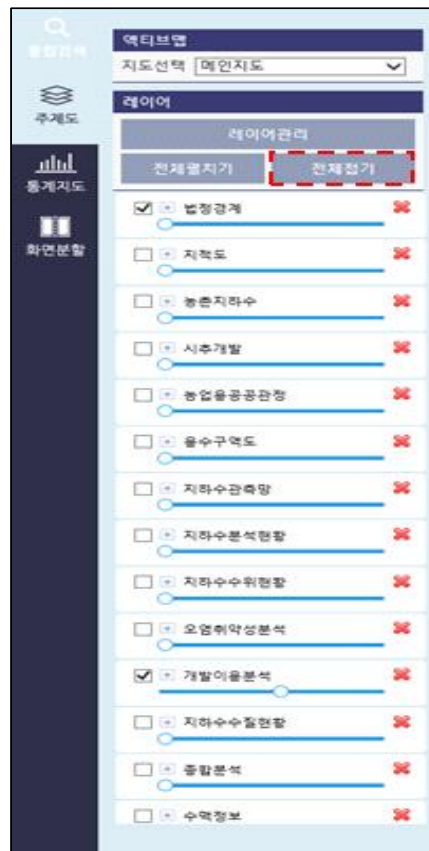 통합검색
주제도
통계지도
화면분할
액티브맵
지도선택 메인지도
레이어
레이어관리
전체펼치기 전체접기
법정경계
지적도
농촌지하수
시추개발
농업용공공관정
용수구역도
지하수관측망
지하수분석현황
지하수수위현황
오염취약성분석
개발이용분석
지하수수질현황
종합분석
수맥정보